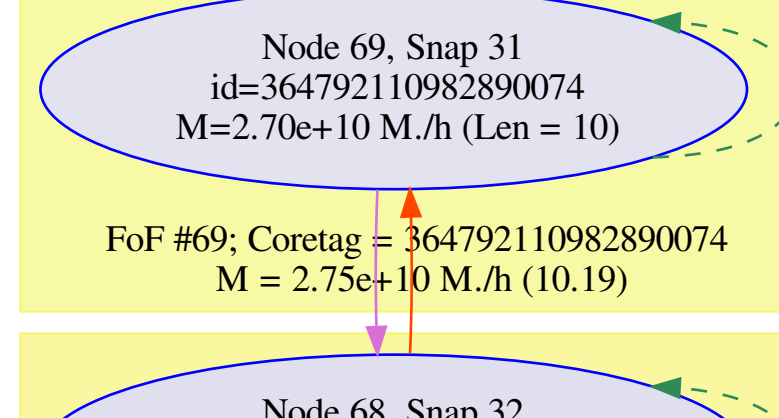 Node 69, Snap 31
id=364792110982890074
M=2.70e+10 M./h (Len = 10)
FoF #69; Coretag = 364792110982890074
M = 2.75e+10 M./h (10.19)
Node 68, Snap 32